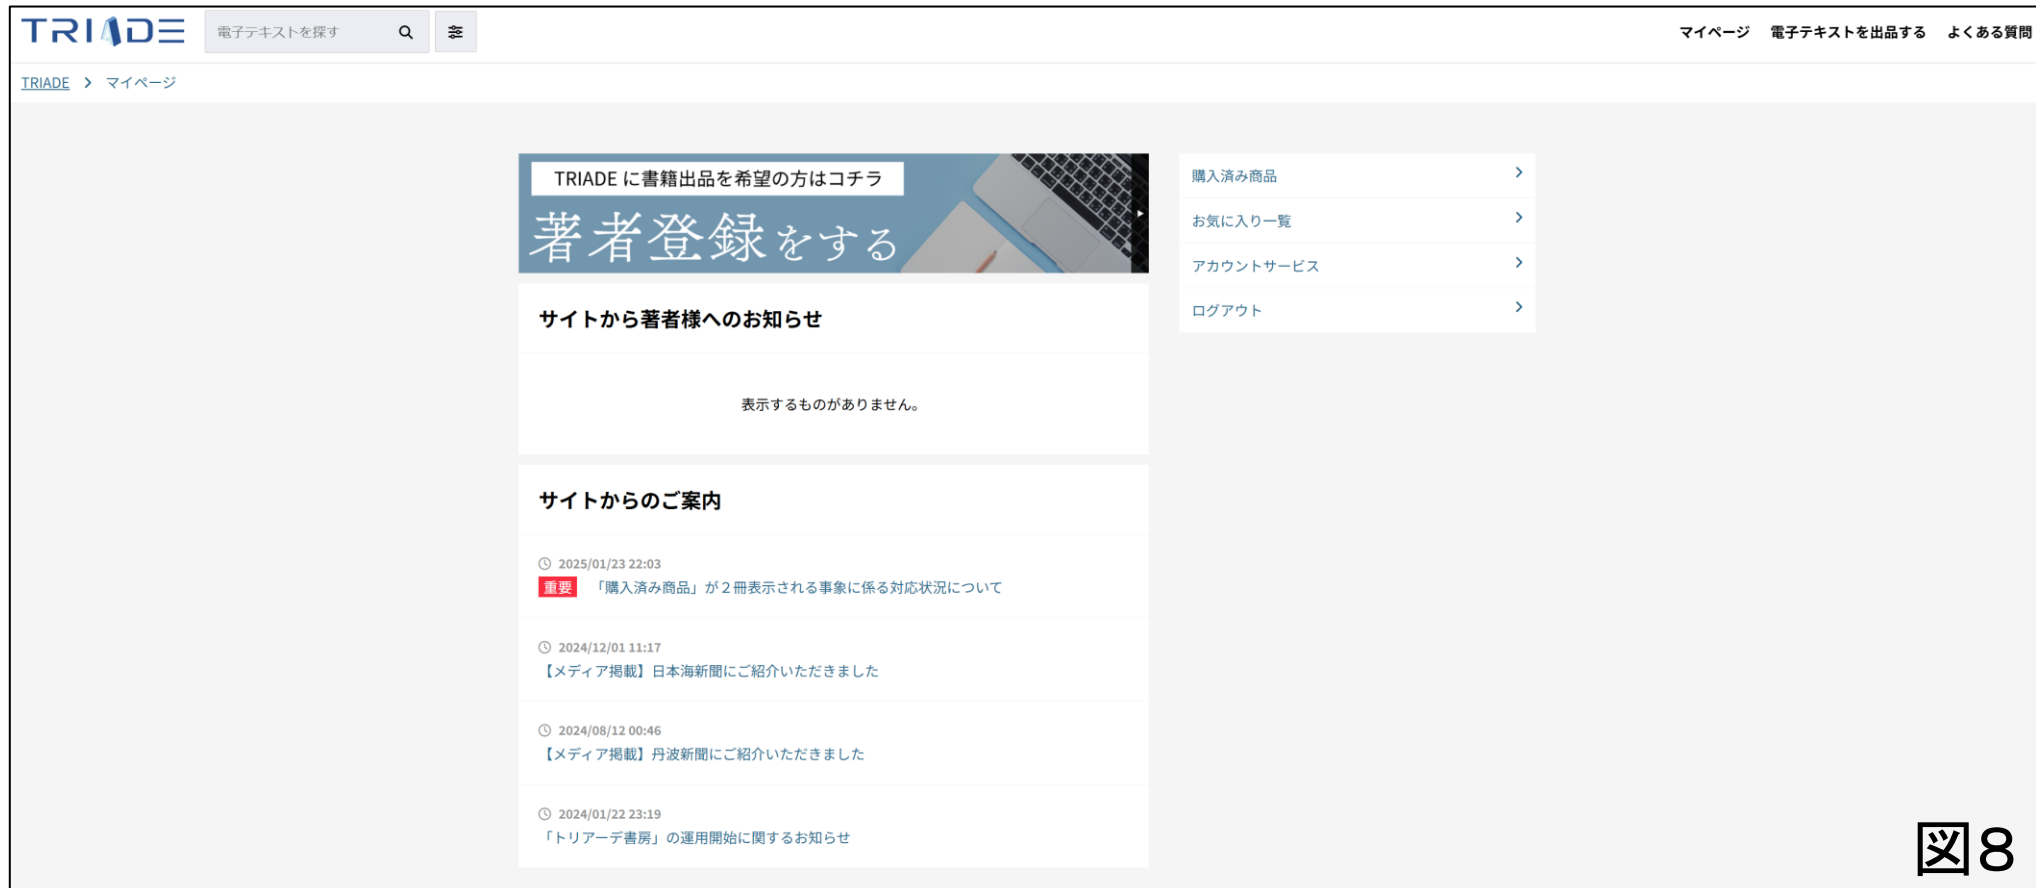 TRIADE
電子テキストを探す
マイページ 電子テキストを出品する よくある質問
TRIADE > マイページ
TRIADE に書籍出品を希望の方はコチラ
著者登録をする
サイトから著者様へのお知らせ
表示するものがありません。
サイトからのご案内
2025/01/23 22:03
重要 「購入済み商品」が２冊表示される事象に係る対応状況について
2024/12/01 11:17
【メディア掲載】日本海新聞にご紹介いただきました
2024/08/12 00:46
【メディア掲載】丹波新聞にご紹介いただきました
2024/01/22 23:19
「トリアーデ書房」の運用開始に関するお知らせ
購入済み商品
お気に入り一覧
アカウントサービス
ログアウト
図8